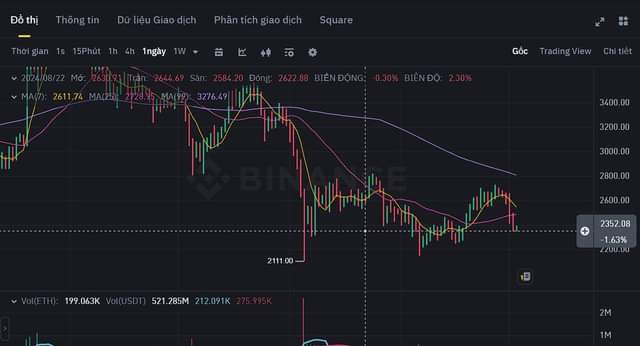 Đồ thị Thông tin Dữ liệu Giao dịch Phân tích giao dịch Square
Thời gian 1s 15Phút 1h 4h 1ngày 1W Gốc Trading View Chi tiết
2024/08/22 Mở: 2630.71 Trần: 2644.69 Sàn: 2584.20 Đóng: 2622.88 BIẾN ĐỘNG: -0.30% BIÊN ĐỘ: 2.30%
MA(7): 2611.74 MA(25): 2728.95 MA(99): 3276.49
3400.00
3200.00
3000.00
2800.00
BINANCE
2600.00
2352.08
-1.63%
2200.00
2111.00
Vol(ETH): 199.063K Vol(USDT) 521.285M 212.091K 275.995K
2M
1M